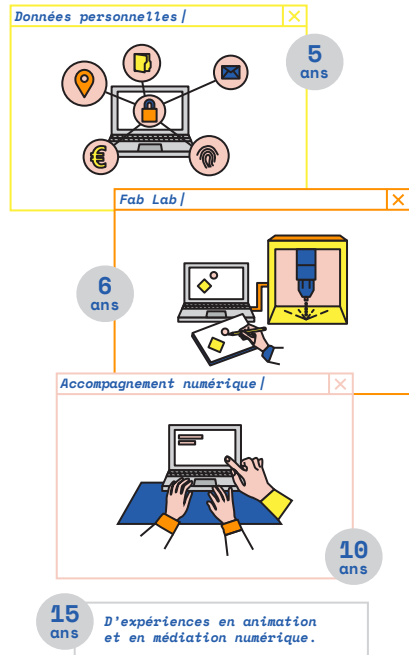 Données personnelles|
5
ans
Fab Lab|
6
ans
Accompagnement numérique|
10
ans
15
ans
D'expériences en animation
et en médiation numérique.